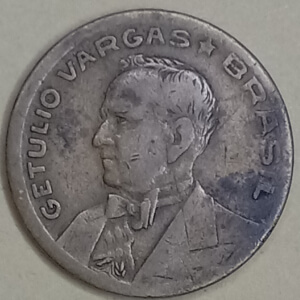 GETULIO VARGAS ★ BRASIL